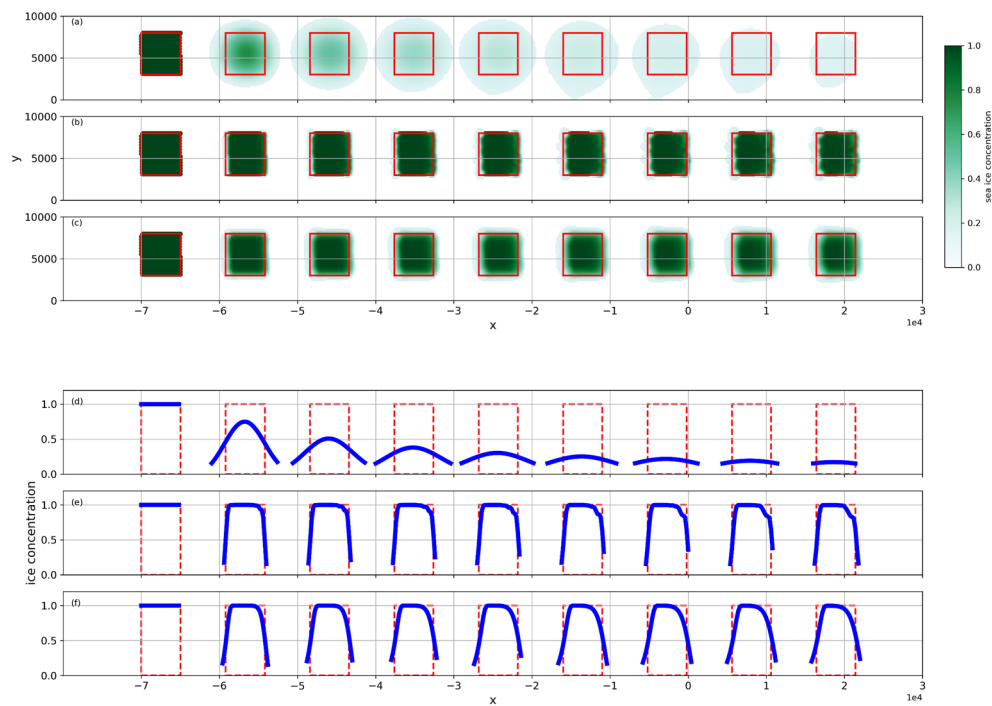 (a)
10000
5000
0
(b)
10000
5000
0
(c)
10000
5000
0
y
−7 −6 −5 −4 −3 −2 −1 0 1 2 3
1e4
x
1.0
0.8
0.6
0.4
0.2
0.0
sea ice concentration
(d)
1.0
0.5
0.0
(e)
1.0
0.5
0.0
(f)
1.0
0.5
0.0
ice concentration
−7 −6 −5 −4 −3 −2 −1 0 1 2 3
1e4
x